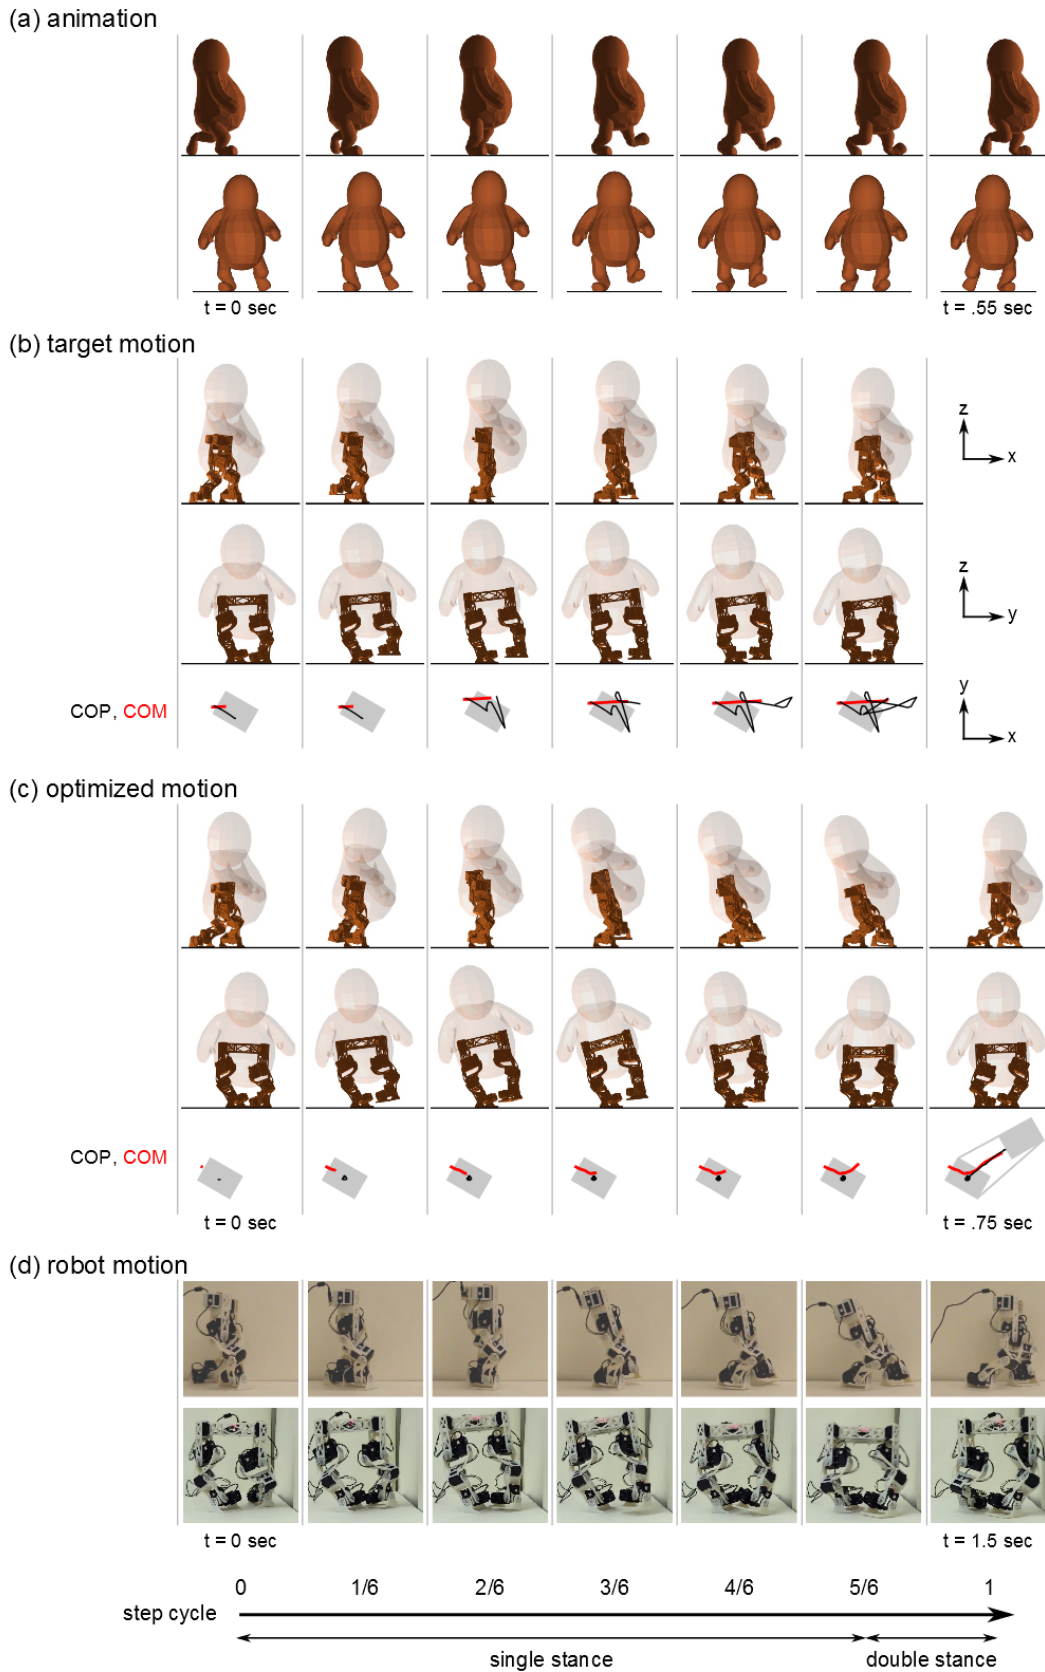 (a) animation
t = 0 sec
t = .55 sec
(b) target motion
z
x
z
y
COP, COM
y
x
(c) optimized motion
COP, COM
t = 0 sec
t = .75 sec
(d) robot motion
t = 0 sec
t = 1.5 sec
0 1/6 2/6 3/6 4/6 5/6 1
step cycle
single stance double stance